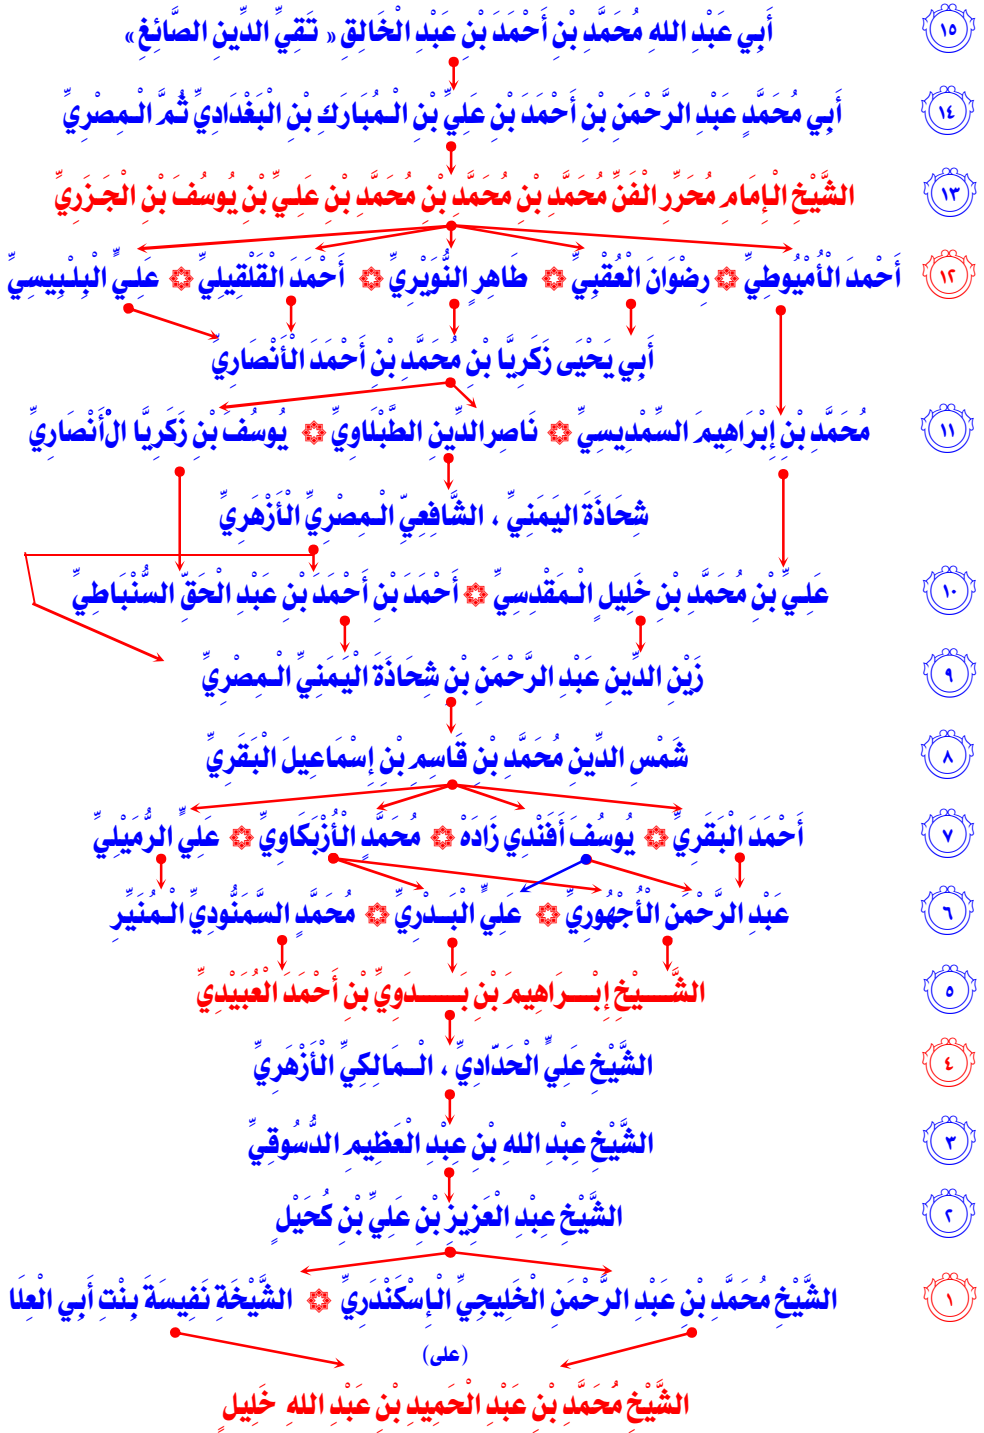 أَبِي عَبْدِ اللهِ مُحَمَّدِ بْنِ أَحْمَدَ بْنِ عَبْدِ الْخَالِقِ « تَقِيِّ الدِّينِ الصَّائِغِ » ١٥
أَبِي مُحَمَّدٍ عَبْدِ الرَّحْمَنِ بْنِ أَحْمَدَ بْنِ عَلِيِّ بْنِ الْمُبَارَكِ بْنِ الْبَغْدَادِيِّ ثُمَّ الْمِصْرِيِّ ١٤
الشَّيْخِ الْإِمَامِ مُحَرِّرِ الْفَنِّ مُحَمَّدِ بْنِ مُحَمَّدِ بْنِ مُحَمَّدِ بْنِ عَلِيِّ بْنِ يُوسُفَ بْنِ الْجَزَرِيِّ ١٣
أَحْمَدَ الْأُمْيُوطِيِّ ۞ رِضْوَانَ الْعُقْبِيِّ ۞ طَاهِرٍ النُّوَيْرِيِّ ۞ أَحْمَدَ الْقَلْقِيلِيِّ ۞ عَلِيٍّ الْبِلْبِيسِيِّ ١٢
أَبِي يَحْيَى زَكَرِيَّا بْنِ مُحَمَّدِ بْنِ أَحْمَدَ الْأَنْصَارِيِّ
مُحَمَّدِ بْنِ إِبْرَاهِيمَ السِّمْدِيسِيِّ ۞ نَاصِرِ الدِّينِ الطَّبْلَاوِيِّ ۞ يُوسُفَ بْنِ زَكَرِيَّا الْأَنْصَارِيِّ ١١
شِحَاذَةَ اليَمَنِيِّ ، الشَّافِعِيِّ الْمِصْرِيِّ الْأَزْهَرِيِّ
عَلِيِّ بْنِ مُحَمَّدِ بْنِ خَلِيلٍ الْمَقْدِسِيِّ ۞ أَحْمَدَ بْنِ أَحْمَدَ بْنِ عَبْدِ الْحَقِّ السُّنْبَاطِيِّ ١٠
زَيْنِ الدِّينِ عَبْدِ الرَّحْمَنِ بْنِ شِحَاذَةَ الْيَمَنِيِّ الْمِصْرِيِّ ٩
شَمْسِ الدِّينِ مُحَمَّدِ بْنِ قَاسِمِ بْنِ إِسْمَاعِيلَ الْبَقَرِيِّ ٨
أَحْمَدَ الْبَقَرِيِّ ۞ يُوسُفَ أَفَنْدِي زَادَهْ ۞ مُحَمَّدٍ الْأُزْبَكَاوِيِّ ۞ عَلِيٍّ الرُّمَيْلِيِّ ٧
عَبْدِ الرَّحْمَنِ الْأُجْهُورِيِّ ۞ عَلِيٍّ الْبَدْرِيِّ ۞ مُحَمَّدٍ السَّمَنُّودِيِّ الْمُنَيِّرِ ٦
الشَّيْخِ إِبْرَاهِيمَ بْنِ بَدَوِيِّ بْنِ أَحْمَدَ الْعُبَيْدِيِّ ٥
الشَّيْخِ عَلِيٍّ الْحَدَّادِيِّ ، الْمَالِكِيِّ الْأَزْهَرِيِّ ٤
الشَّيْخِ عَبْدِ اللهِ بْنِ عَبْدِ الْعَظِيمِ الدُّسُوقِيِّ ٣
الشَّيْخِ عَبْدِ الْعَزِيزِ بْنِ عَلِيِّ بْنِ كُحَيْلٍ ٢
الشَّيْخِ مُحَمَّدِ بْنِ عَبْدِ الرَّحْمَنِ الْخَلِيجِيِّ الْإِسْكَنْدَرِيِّ ۞ الشَّيْخَةِ نَفِيسَةَ بِنْتِ أَبِي الْعِلَا ١
(على)
الشَّيْخِ مُحَمَّدِ بْنِ عَبْدِ الْحَمِيدِ بْنِ عَبْدِ اللهِ خَلِيلٍ